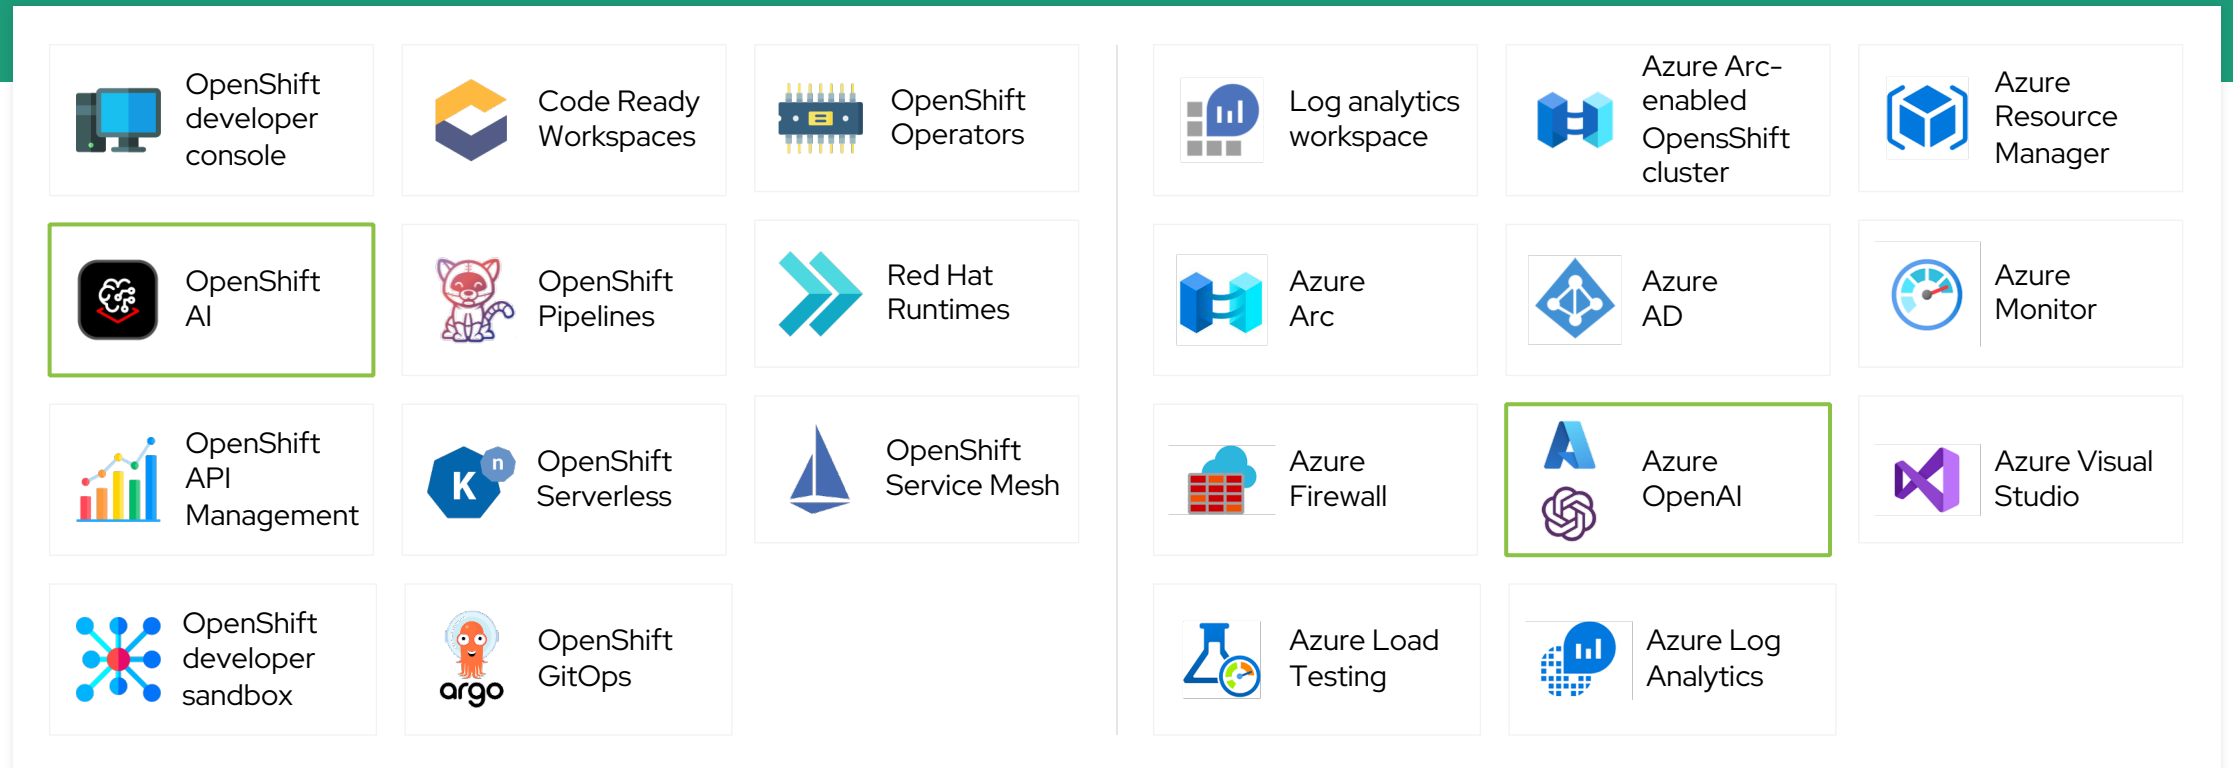 OpenShift
developer
console
Code Ready
Workspaces
OpenShift
Operators
OpenShift
AI
OpenShift
Pipelines
Red Hat
Runtimes
OpenShift
API
Management
K
n
OpenShift
Serverless
OpenShift
Service Mesh
OpenShift
developer
sandbox
argo
OpenShift
GitOps
Log analytics
workspace
Azure Arc-
enabled
OpensShift
cluster
Azure
Resource
Manager
Azure
Arc
Azure
AD
Azure
Monitor
Azure
Firewall
Azure
OpenAI
Azure Visual
Studio
Azure Load
Testing
Azure Log
Analytics